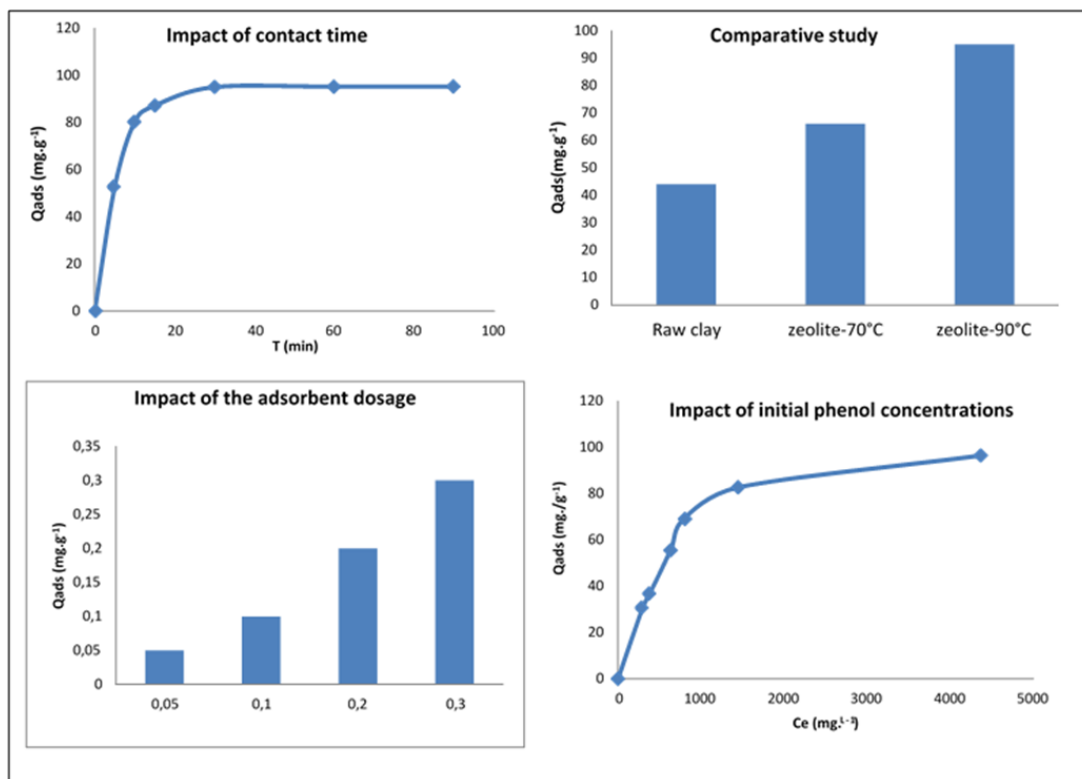 Impact of contact time
Qads (mg.g⁻¹)
120
100
80
60
40
20
0
0 20 40 60 80 100
T (min)
Comparative study
Qads(mg.g⁻¹)
100
90
80
70
60
50
40
30
20
10
0
Raw clay zeolite-70°C zeolite-90°C
Impact of the adsorbent dosage
Qads (mg.g⁻¹)
0,35
0,3
0,25
0,2
0,15
0,1
0,05
0
0,05 0,1 0,2 0,3
Impact of initial phenol concentrations
Qads (mg./g⁻¹)
120
100
80
60
40
20
0
0 1000 2000 3000 4000 5000
Ce (mg.